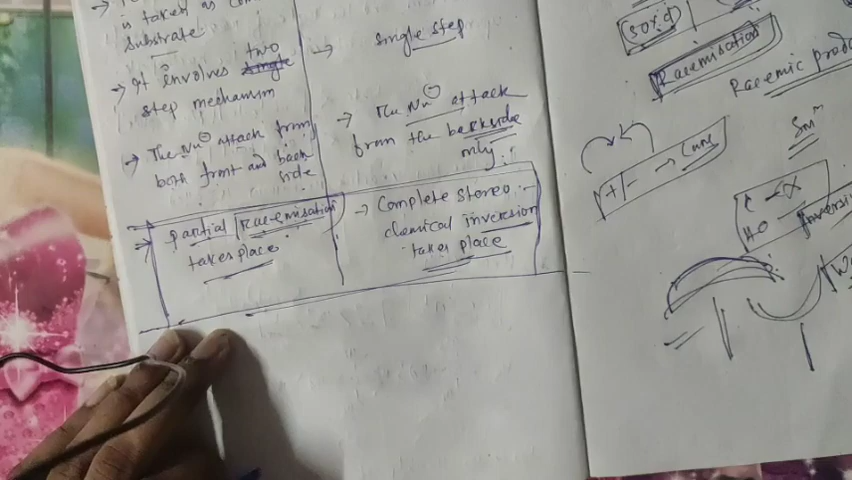 is taken as
substrate
→ It involves two
step mechanism
→ The Nu⊖ attack from
both front and back
side
→ partial Racemisation
takes place
→ single step
→ The Nu⊖ attack
from the backside
only.
→ Complete stereo -
chemical inversion
takes place
(50%d)
Racemisation
Racemic
+/-
HO